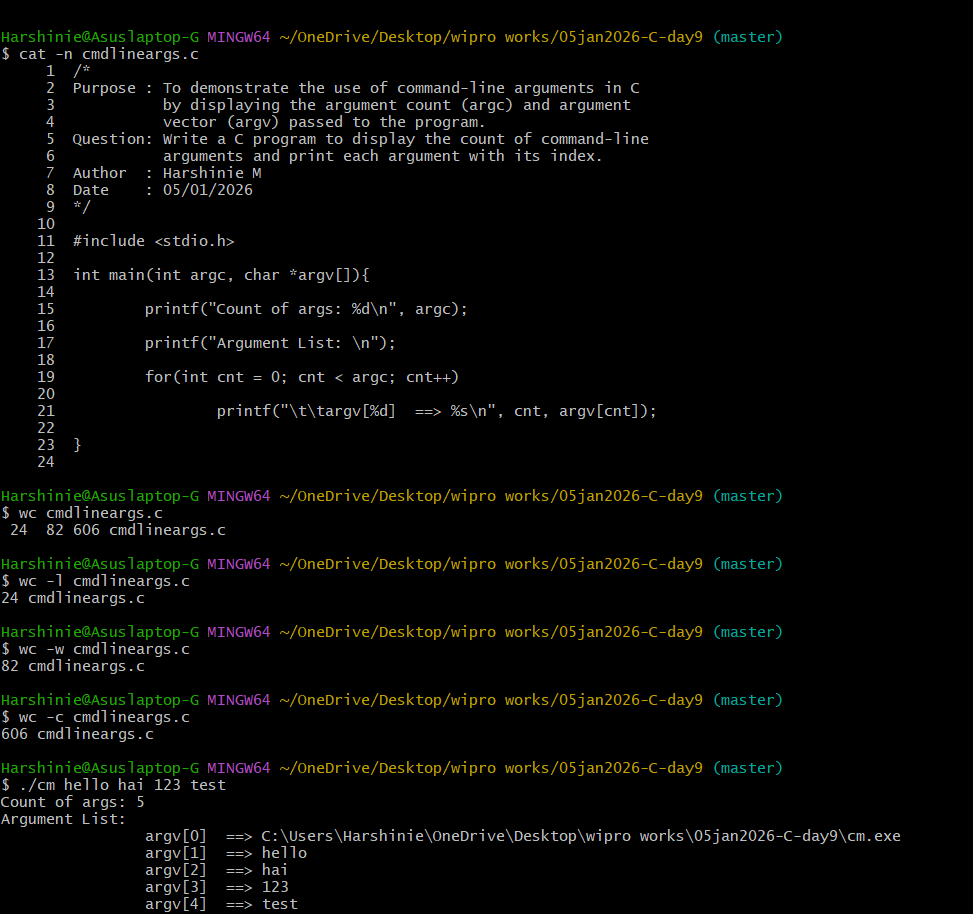 Harshinie@Asuslaptop-G MINGW64 ~/OneDrive/Desktop/wipro works/05jan2026-C-day9 (master)
$ cat -n cmdlineargs.c
     1  /*
     2  Purpose : To demonstrate the use of command-line arguments in C
     3            by displaying the argument count (argc) and argument
     4            vector (argv) passed to the program.
     5  Question: Write a C program to display the count of command-line
     6            arguments and print each argument with its index.
     7  Author  : Harshinie M
     8  Date    : 05/01/2026
     9  */
    10
    11  #include <stdio.h>
    12
    13  int main(int argc, char *argv[]){
    14
    15          printf("Count of args: %d\n", argc);
    16
    17          printf("Argument List: \n");
    18
    19          for(int cnt = 0; cnt < argc; cnt++)
    20
    21                  printf("\t\targv[%d]  ==> %s\n", cnt, argv[cnt]);
    22
    23  }
    24

Harshinie@Asuslaptop-G MINGW64 ~/OneDrive/Desktop/wipro works/05jan2026-C-day9 (master)
$ wc cmdlineargs.c
 24  82 606 cmdlineargs.c

Harshinie@Asuslaptop-G MINGW64 ~/OneDrive/Desktop/wipro works/05jan2026-C-day9 (master)
$ wc -l cmdlineargs.c
24 cmdlineargs.c

Harshinie@Asuslaptop-G MINGW64 ~/OneDrive/Desktop/wipro works/05jan2026-C-day9 (master)
$ wc -w cmdlineargs.c
82 cmdlineargs.c

Harshinie@Asuslaptop-G MINGW64 ~/OneDrive/Desktop/wipro works/05jan2026-C-day9 (master)
$ wc -c cmdlineargs.c
606 cmdlineargs.c

Harshinie@Asuslaptop-G MINGW64 ~/OneDrive/Desktop/wipro works/05jan2026-C-day9 (master)
$ ./cm hello hai 123 test
Count of args: 5
Argument List:
                argv[0]  ==> C:\Users\Harshinie\OneDrive\Desktop\wipro works\05jan2026-C-day9\cm.exe
                argv[1]  ==> hello
                argv[2]  ==> hai
                argv[3]  ==> 123
                argv[4]  ==> test